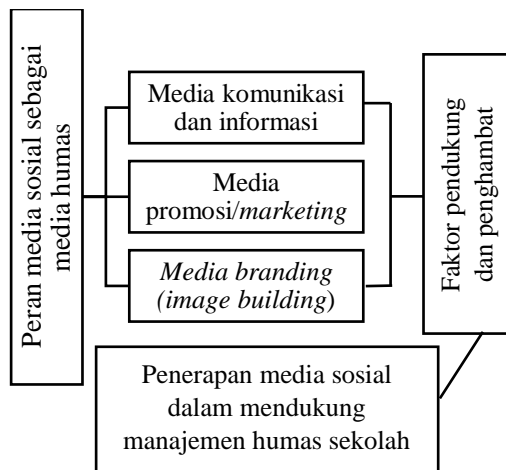 Peran media sosial sebagai
media humas
Media komunikasi
dan informasi
Media
promosi/marketing
Media branding
(image building)
Faktor pendukung
dan penghambat
Penerapan media sosial
dalam mendukung
manajemen humas sekolah